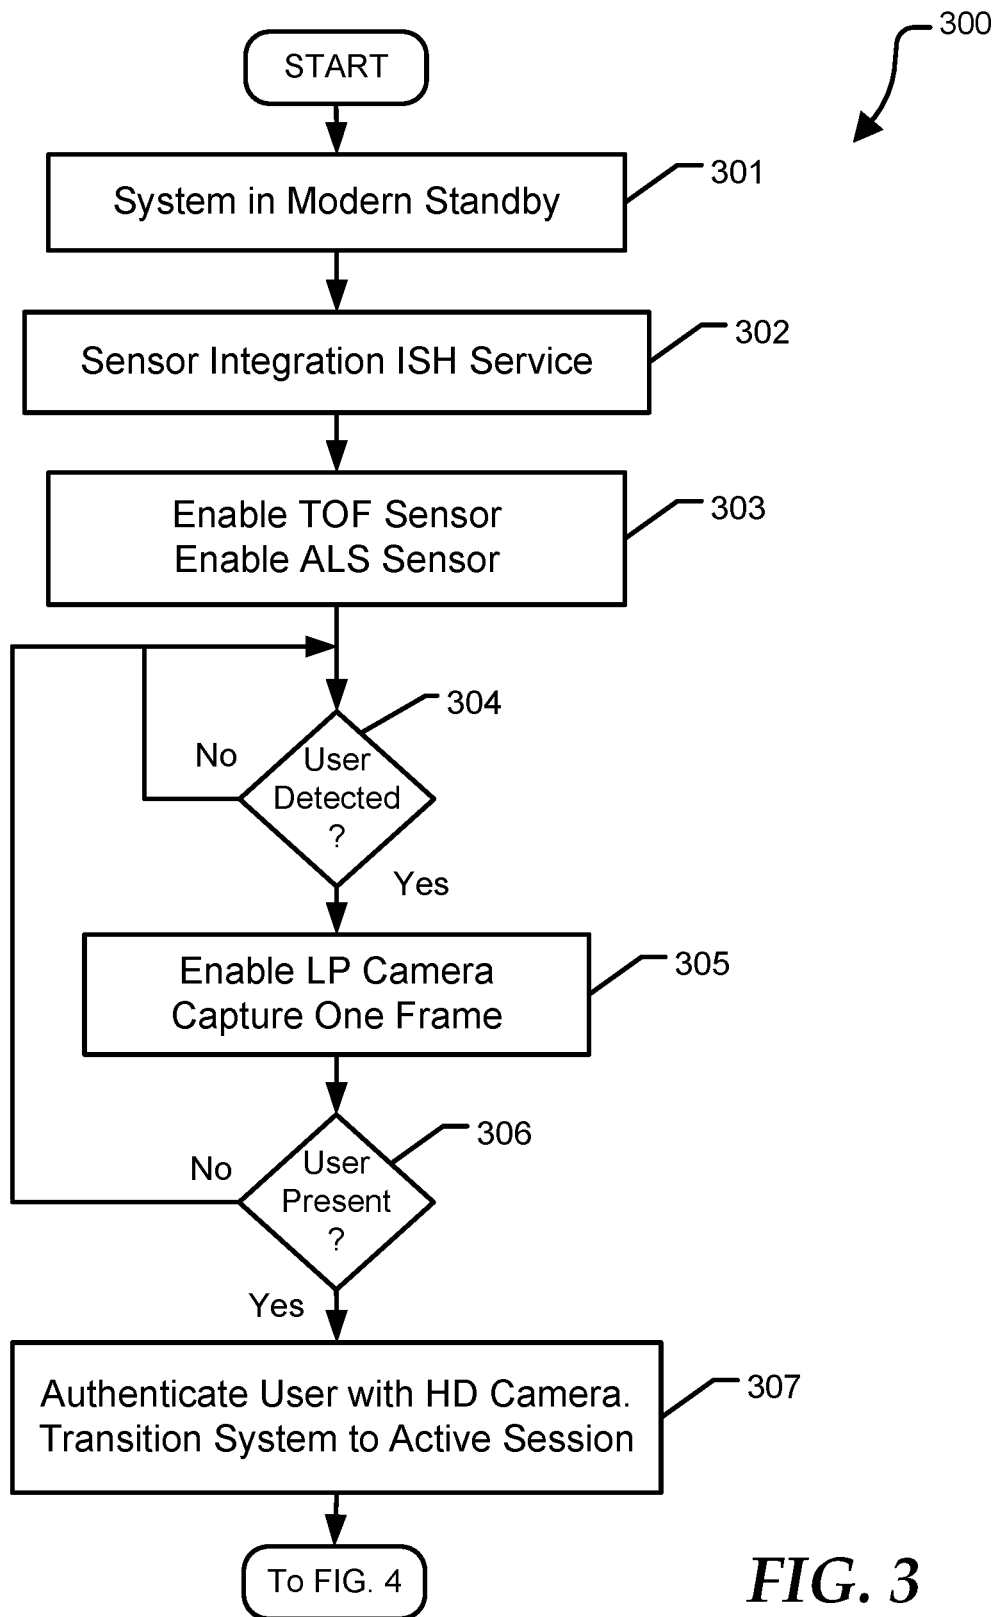 300
START
301
System in Modern Standby
302
Sensor Integration ISH Service
303
Enable TOF Sensor
Enable ALS Sensor
304
No
User
Detected
?
Yes
305
Enable LP Camera
Capture One Frame
306
No
User
Present
?
Yes
307
Authenticate User with HD Camera.
Transition System to Active Session
To FIG. 4
FIG. 3